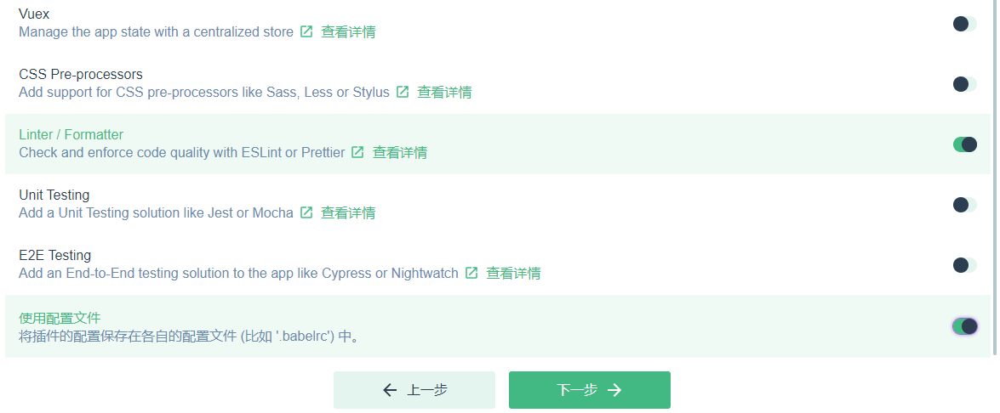 Vuex
Manage the app state with a centralized store 查看详情
CSS Pre-processors
Add support for CSS pre-processors like Sass, Less or Stylus 查看详情
Linter / Formatter
Check and enforce code quality with ESLint or Prettier 查看详情
Unit Testing
Add a Unit Testing solution like Jest or Mocha 查看详情
E2E Testing
Add an End-to-End testing solution to the app like Cypress or Nightwatch 查看详情
使用配置文件
将插件的配置保存在各自的配置文件 (比如 '.babelrc') 中。
上一步 下一步